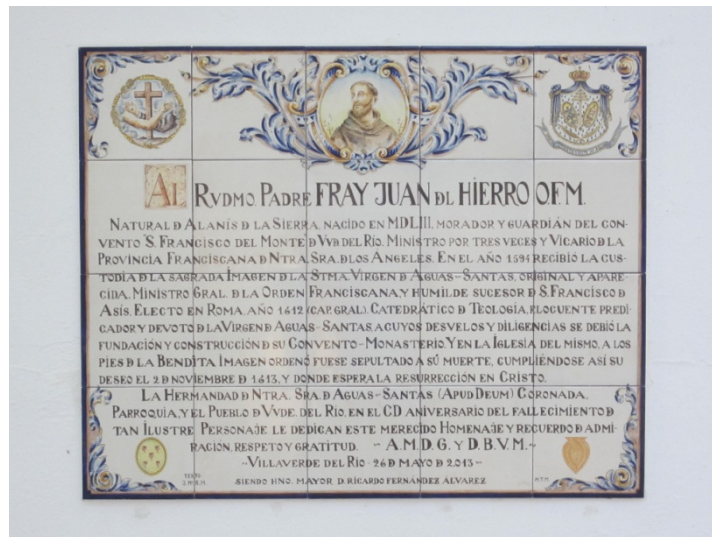 AL RVDMO. PADRE FRAY JUAN DL HIERRO O.F.M.
NATURAL D ALANÍS D LA SIERRA, NACIDO EN MDLIII, MORADOR Y GUARDIÁN DEL CON-
VENTO S. FRANCISCO DEL MONTE D VVD DEL RÍO, MINISTRO POR TRES VECES Y VICARIO D LA
PROVINCIA FRANCISCANA D NTRA. SRA. D LOS ANGELES. EN EL AÑO 1594 RECIBIÓ LA CUS-
TODIA D LA SAGRADA IMAGEN D LA STMA. VIRGEN D AGUAS-SANTAS, ORIGINAL Y APARE-
CIDA, MINISTRO GRAL. D LA ORDEN FRANCISCANA, Y HUMILDE SUCESOR D S. FRANCISCO D
ASÍS. ELECTO EN ROMA, AÑO 1612 (CAP. GRAL.), CATEDRÁTICO D TEOLOGÍA, ELOCUENTE PREDI-
CADOR Y DEVOTO D LA VIRGEN D AGUAS-SANTAS, A CUYOS DESVELOS Y DILIGENCIAS SE DEBIÓ LA
FUNDACIÓN Y CONSTRUCCIÓN D SU CONVENTO-MONASTERIO, Y EN LA IGLESIA DEL MISMO, A LOS
PIES D LA BENDITA IMAGEN ORDENÓ FUESE SEPULTADO A SÚ MUERTE, CUMPLIÉNDOSE ASÍ SU
DESEO EL 2 D NOVIEMBRE D 1613, Y DONDE ESPERA LA RESURRECCIÓN EN CRISTO.
LA HERMANDAD D NTRA. SRA. D AGUAS-SANTAS (APUD DEUM) CORONADA,
PARROQUIA, Y EL PUEBLO D VVDE. DEL RÍO, EN EL CD ANIVERSARIO DEL FALLECIMIENTO D
TAN ILUSTRE PERSONAJE LE DEDICAN ESTE MERECIDO HOMENAJE Y RECUERDO D ADMI-
RACIÓN, RESPETO Y GRATITUD. ~ A.M.D.G. Y D.B.V.M. ~
~ VILLAVERDE DEL RÍO - 26 D MAYO D 2013 ~
SIENDO HNO. MAYOR D. RICARDO FERNÁNDEZ ÁLVAREZ
TEXTO: